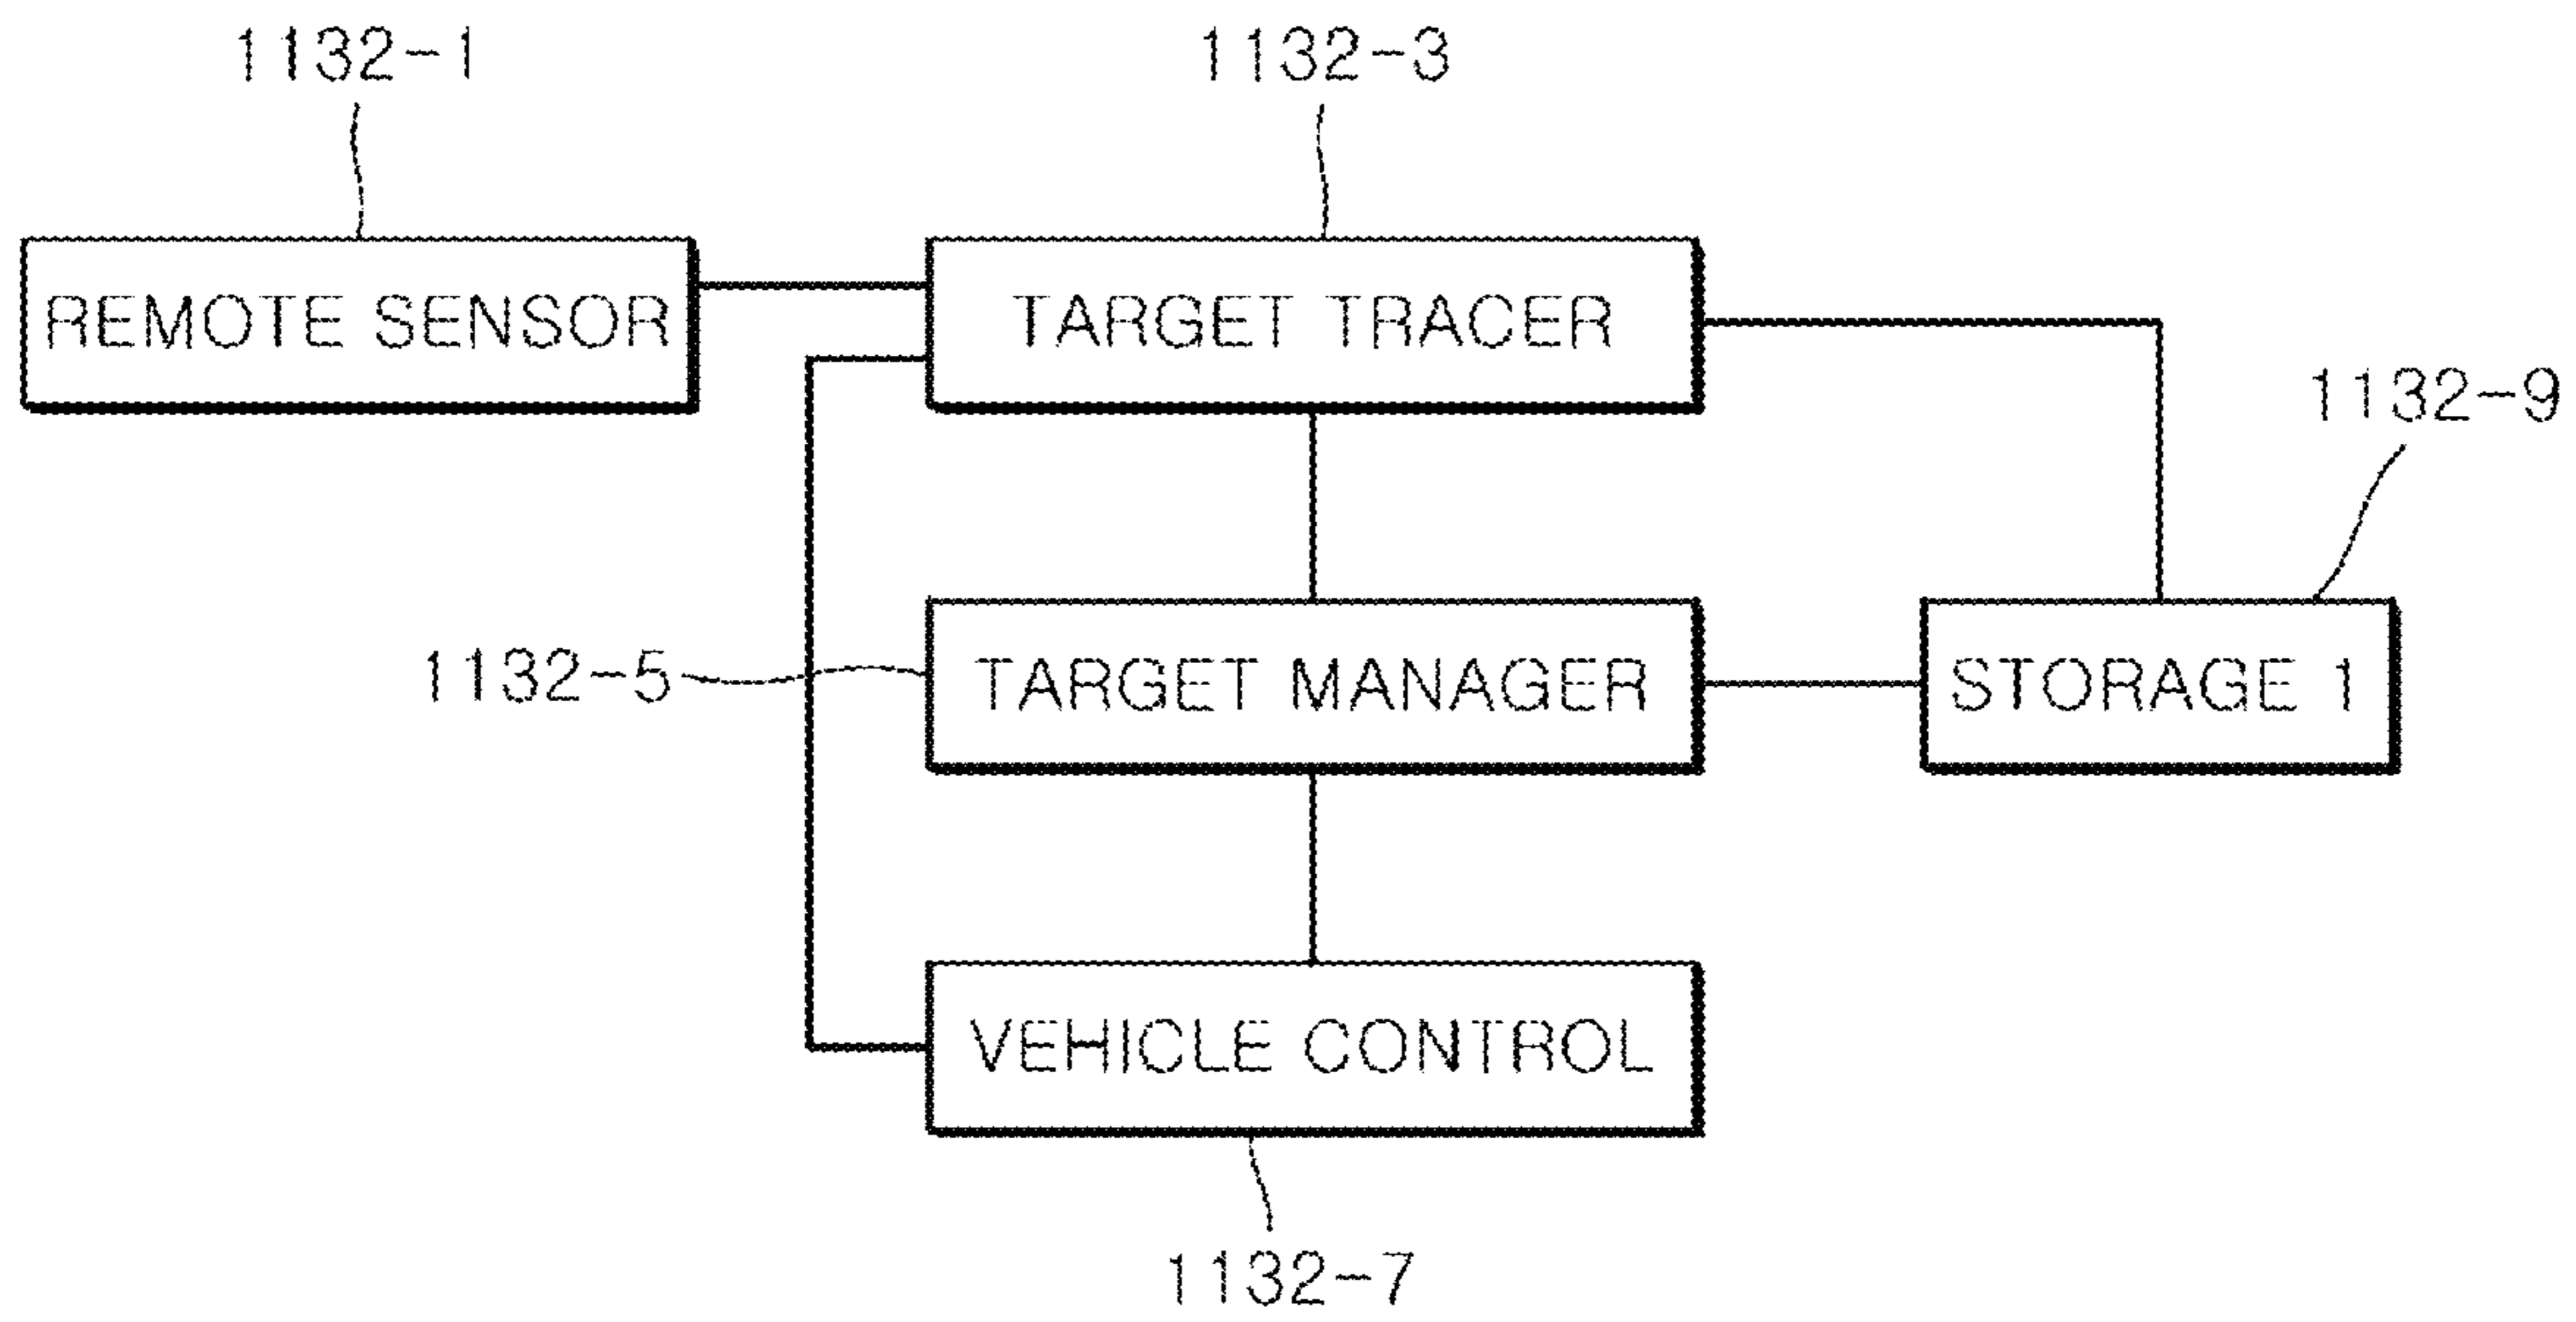 1132-1
1132-3
REMOTE SENSOR
TARGET TRACER
1132-9
1132-5
TARGET MANAGER
STORAGE 1
VEHICLE CONTROL
1132-7